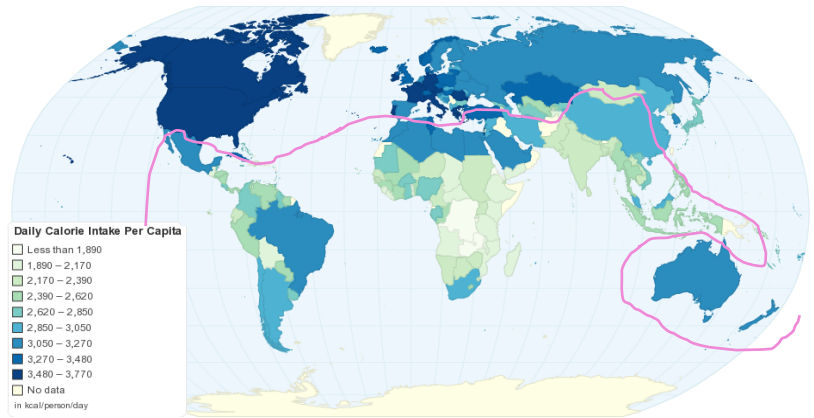 Daily Calorie Intake Per Capita
Less than 1,890
1,890 – 2,170
2,170 – 2,390
2,390 – 2,620
2,620 – 2,850
2,850 – 3,050
3,050 – 3,270
3,270 – 3,480
3,480 – 3,770
No data
in kcal/person/day